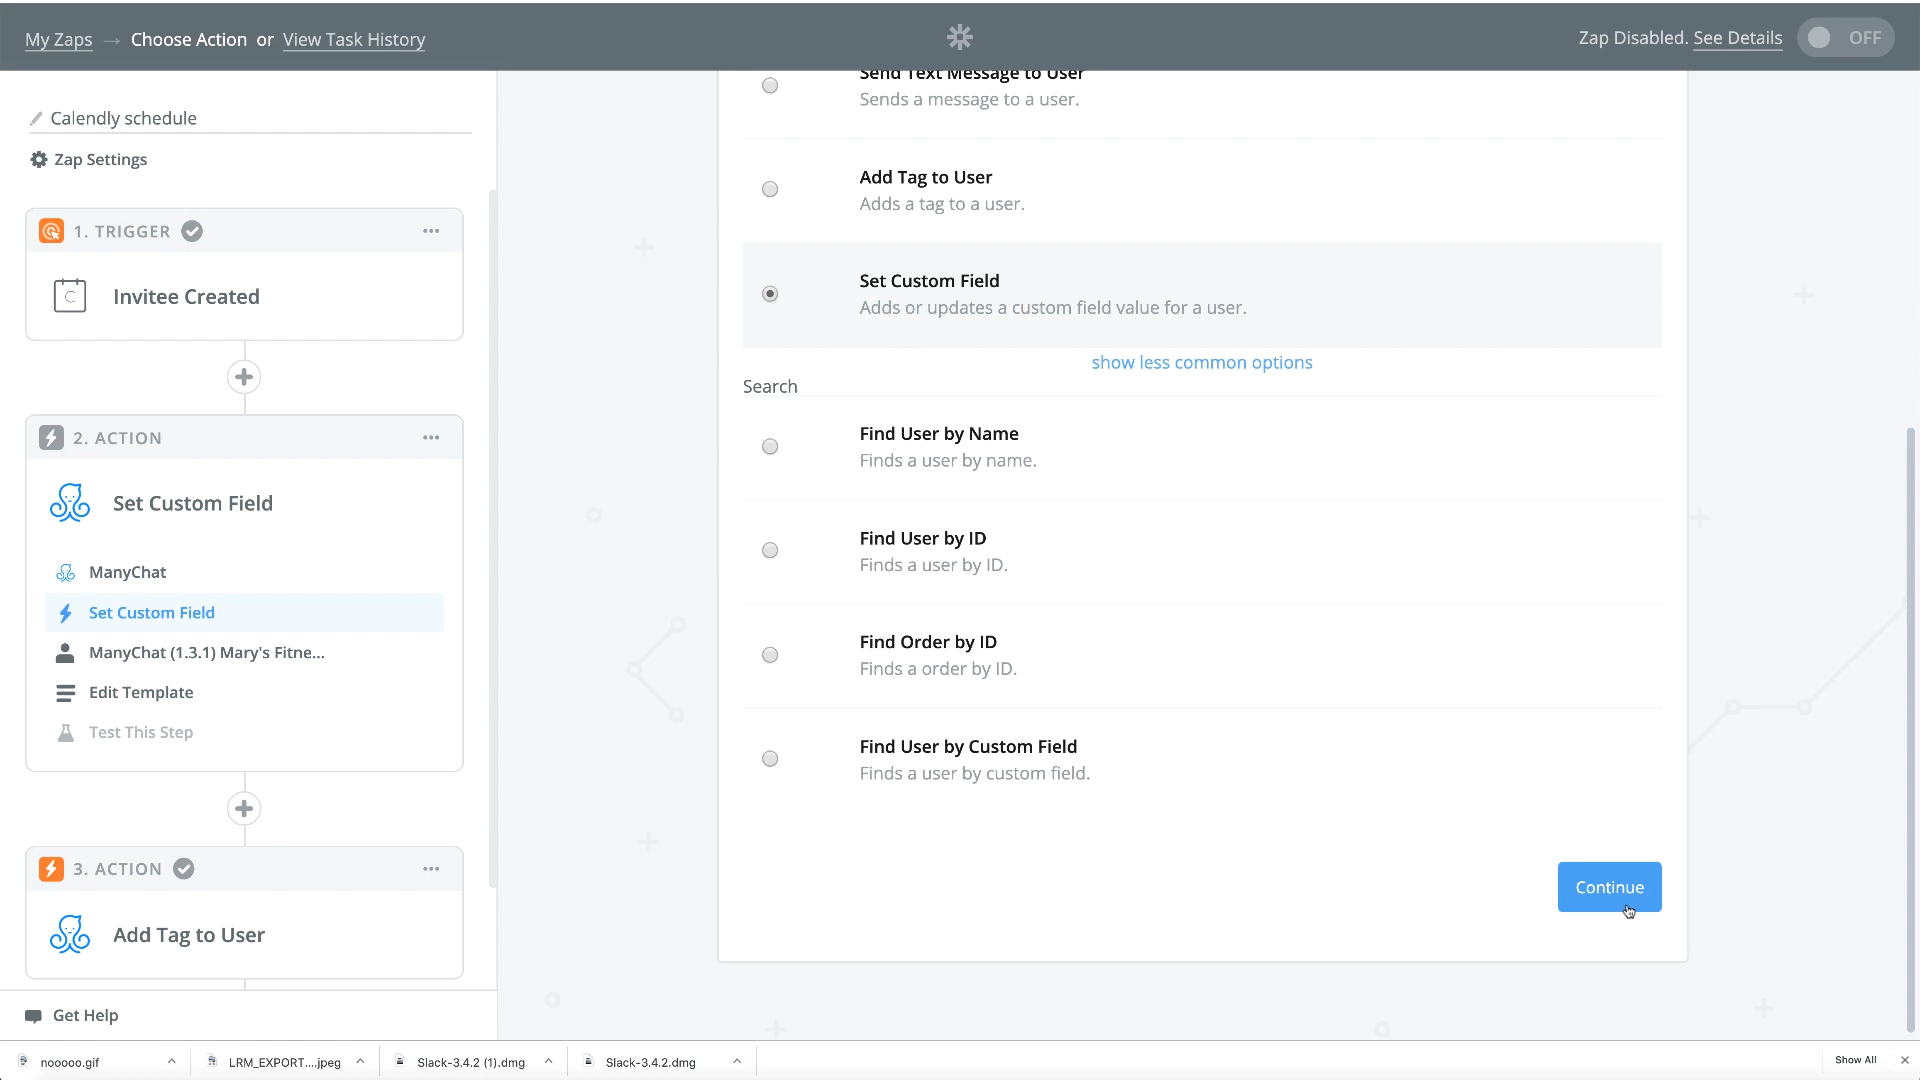 My Zaps → Choose Action or View Task History
Zap Disabled. See Details OFF
Calendly schedule
Zap Settings
1. TRIGGER
Invitee Created
2. ACTION
Set Custom Field
ManyChat
Set Custom Field
ManyChat (1.3.1) Mary's Fitne...
Edit Template
Test This Step
3. ACTION
Add Tag to User
Get Help
Send Text Message to User
Sends a message to a user.
Add Tag to User
Adds a tag to a user.
Set Custom Field
Adds or updates a custom field value for a user.
show less common options
Search
Find User by Name
Finds a user by name.
Find User by ID
Finds a user by ID.
Find Order by ID
Finds a order by ID.
Find User by Custom Field
Finds a user by custom field.
Continue
nooooo.gif
LRM_EXPORT....jpeg
Slack-3.4.2 (1).dmg
Slack-3.4.2.dmg
Show All